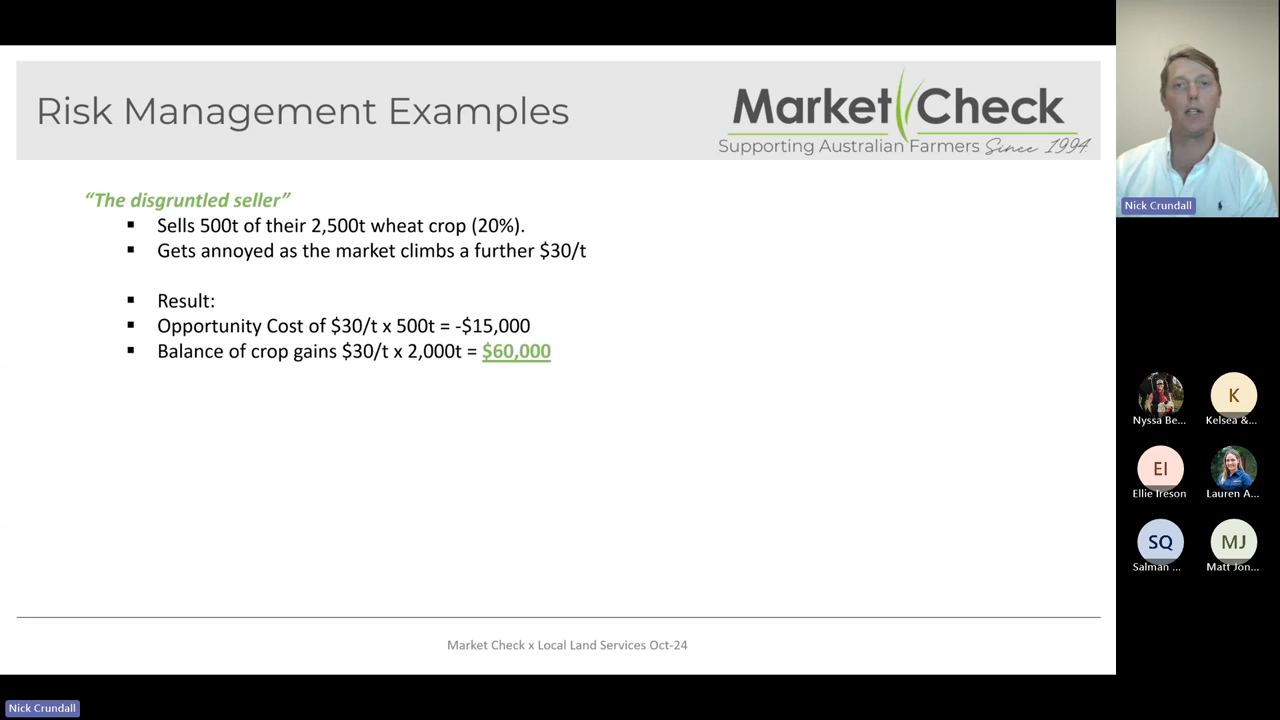 Risk Management Examples
Market Check
Supporting Australian Farmers Since 1994
“The disgruntled seller”
▪ Sells 500t of their 2,500t wheat crop (20%).
▪ Gets annoyed as the market climbs a further $30/t
▪ Result:
▪ Opportunity Cost of $30/t x 500t = -$15,000
▪ Balance of crop gains $30/t x 2,000t = $60,000
Market Check x Local Land Services Oct-24
Nick Crundall
Nyssa Be...
K
Kelsea &...
EI
Ellie Ireson
Lauren A...
SQ
Salman ...
MJ
Matt Jon...
Nick Crundall